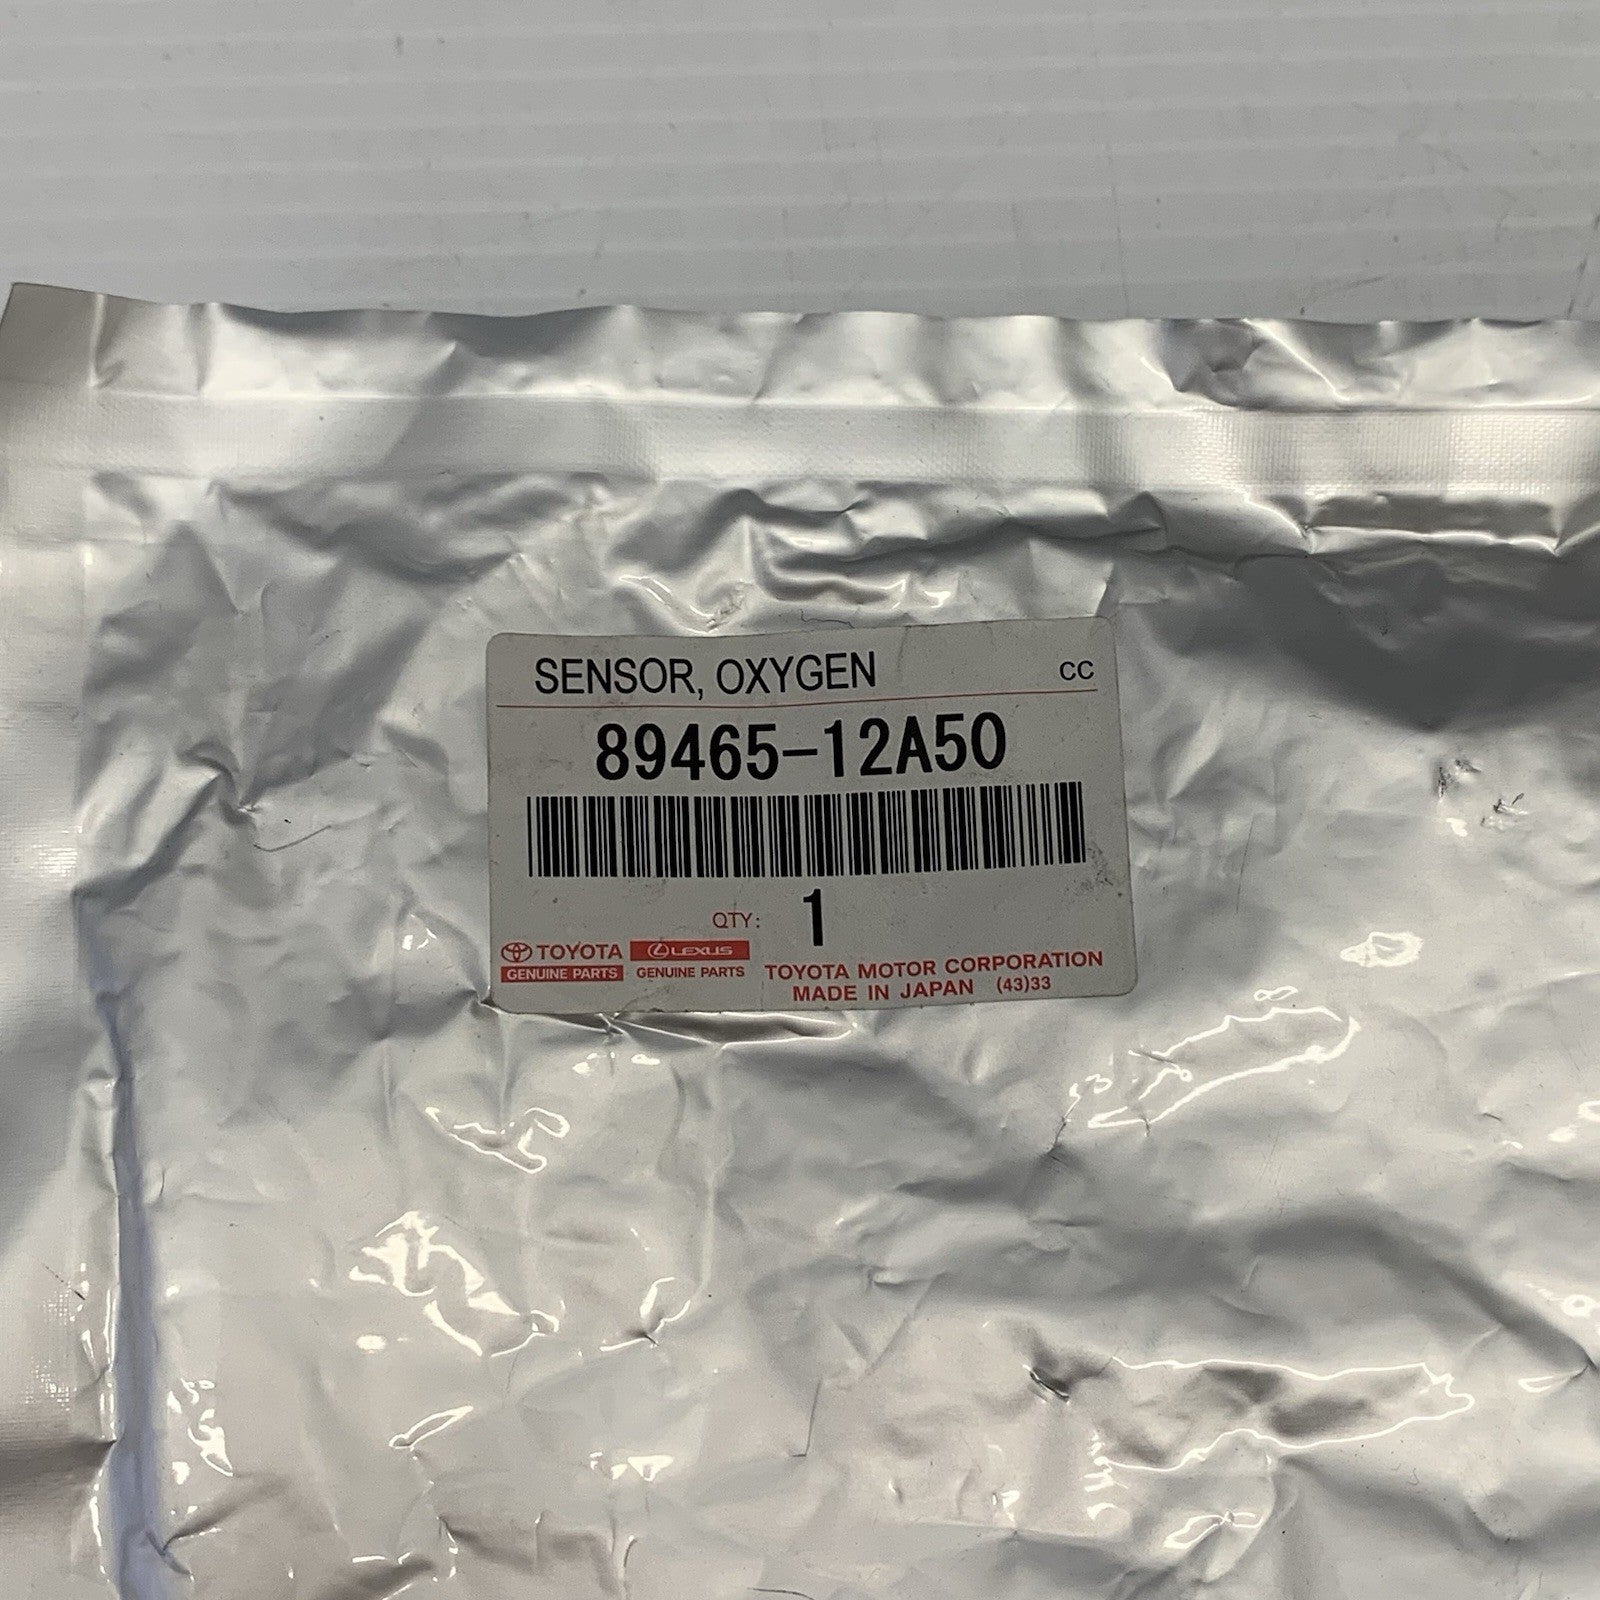 SENSOR, OXYGEN CC
89465-12A50
QTY: 1
TOYOTA LEXUS
GENUINE PARTS GENUINE PARTS
TOYOTA MOTOR CORPORATION
MADE IN JAPAN (43)33